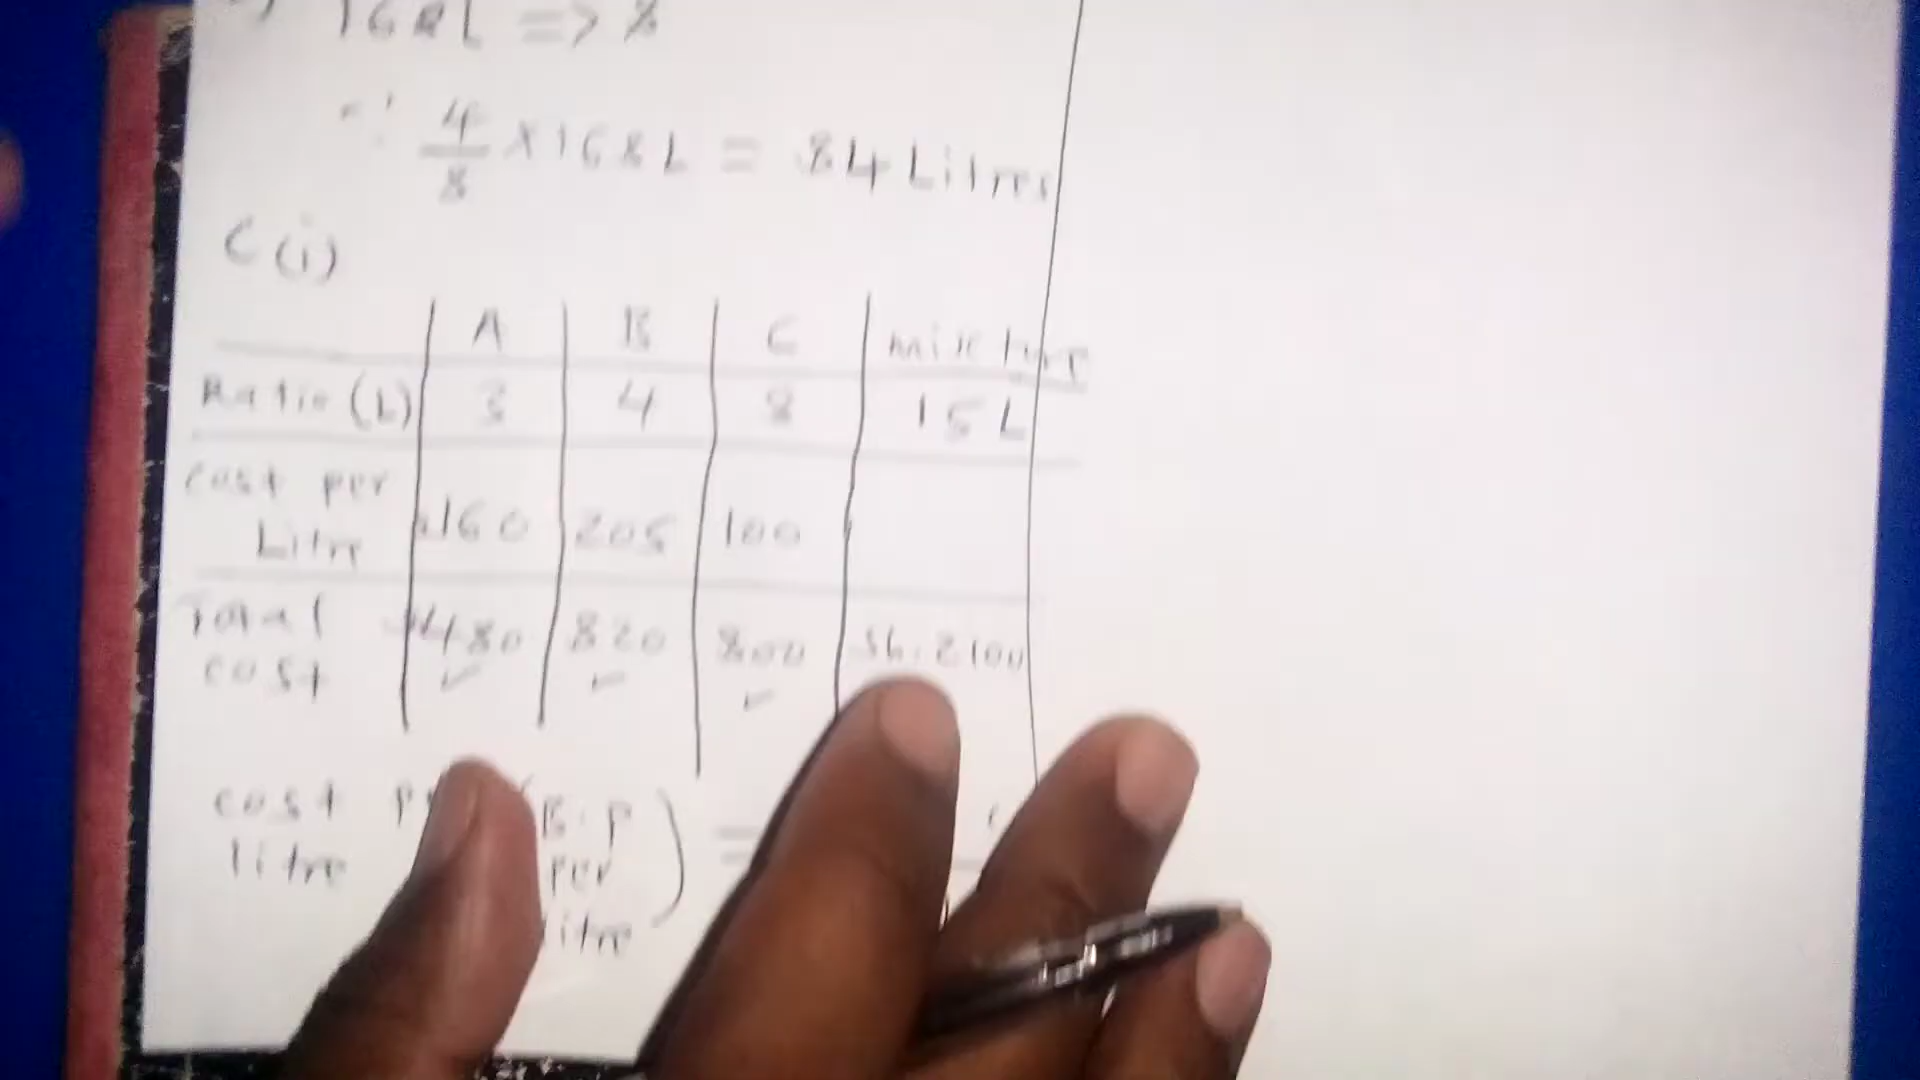 168L => 8
∴ 4/8 X 168L = 84 Litres
C (i)
A B C mixture
Ratio (L) 3 4 8 15 L
cost per
Litre 160 205 100
Total
cost 480 820 800 sh. 2100
cost (B.p
litre per ) =
litre